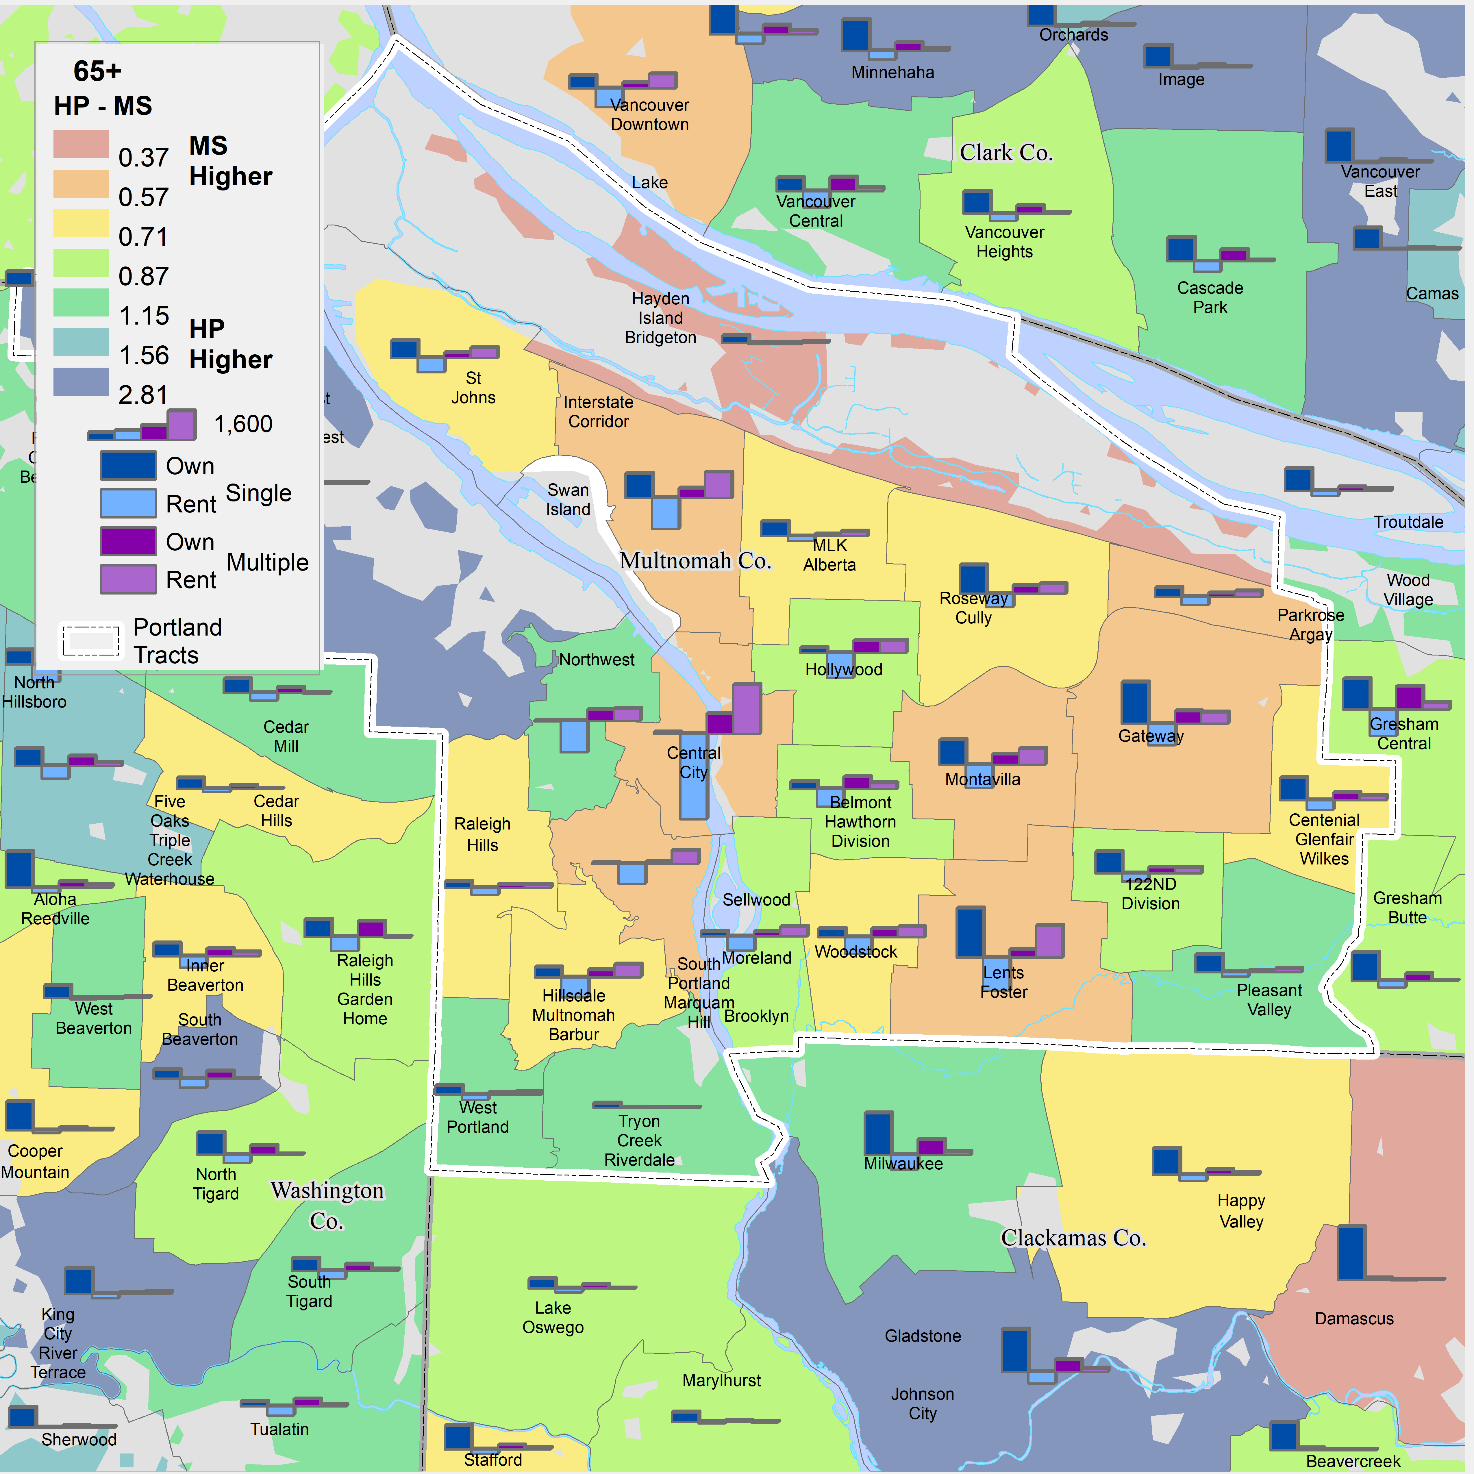 65+
HP - MS
0.37
0.57
0.71
0.87
1.15
1.56
2.81
MS
Higher
HP
Higher
1,600
Own
Rent
Single
Own
Rent
Multiple
Portland
Tracts
Orchards
Minnehaha
Image
Vancouver
Downtown
Clark Co.
Vancouver
East
Lake
Vancouver
Central
Vancouver
Heights
Cascade
Park
Camas
Hayden
Island
Bridgeton
St
Johns
Interstate
Corridor
Swan
Island
Multnomah Co.
MLK
Alberta
Roseway
Cully
Troutdale
Wood
Village
Parkrose
Argay
Northwest
Hollywood
North
Hillsboro
Cedar
Mill
Central
City
Gateway
Gresham
Central
Montavilla
Five
Oaks
Triple
Creek
Waterhouse
Cedar
Hills
Raleigh
Hills
Belmont
Hawthorn
Division
Centenial
Glenfair
Wilkes
122ND
Division
Aloha
Reedville
Sellwood
Moreland
Brooklyn
Woodstock
Gresham
Butte
Raleigh
Hills
Garden
Home
Inner
Beaverton
West
Beaverton
South
Beaverton
Hillsdale
Multnomah
Barbur
South
Portland
Marquam
Hill
Lents
Foster
Pleasant
Valley
West
Portland
Tryon
Creek
Riverdale
Cooper
Mountain
North
Tigard
Washington
Co.
Milwaukee
Happy
Valley
Clackamas Co.
South
Tigard
King
City
River
Terrace
Lake
Oswego
Gladstone
Damascus
Marylhurst
Johnson
City
Sherwood
Tualatin
Stafford
Beavercreek